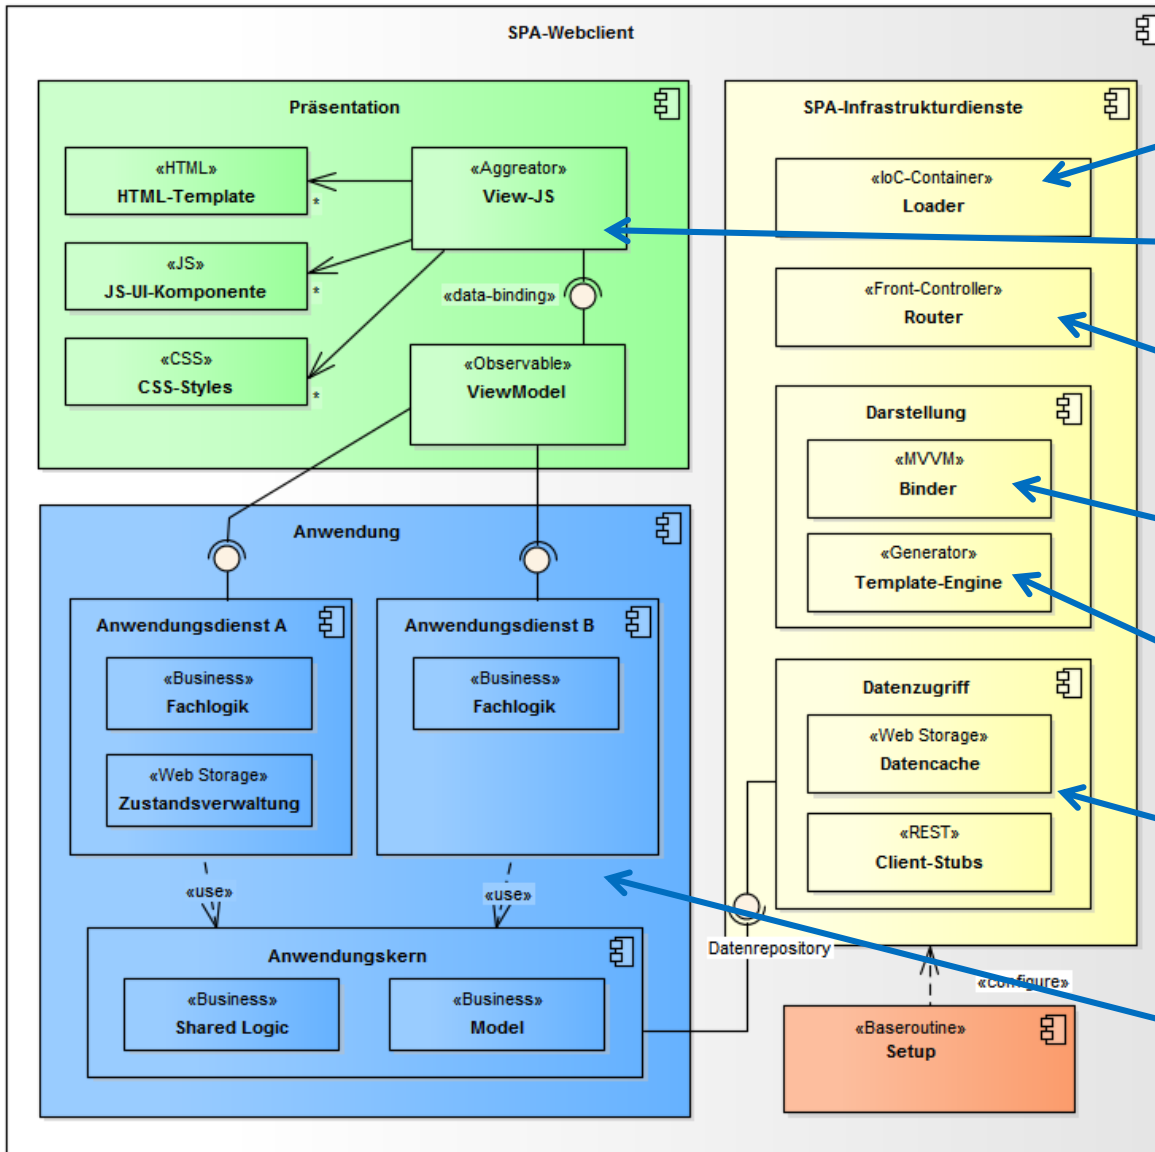 SPA-Webclient
Präsentation
«HTML»
HTML-Template
*
«JS»
JS-UI-Komponente
*
«CSS»
CSS-Styles
*
«Aggreator»
View-JS
«data-binding»
«Observable»
ViewModel
Anwendung
Anwendungsdienst A
«Business»
Fachlogik
«Web Storage»
Zustandsverwaltung
«use»
Anwendungsdienst B
«Business»
Fachlogik
«use»
Anwendungskern
«Business»
Shared Logic
«Business»
Model
SPA-Infrastrukturdienste
«IoC-Container»
Loader
«Front-Controller»
Router
Darstellung
«MVVM»
Binder
«Generator»
Template-Engine
Datenzugriff
«Web Storage»
Datencache
«REST»
Client-Stubs
Datenrepository
«configure»
«Baseroutine»
Setup